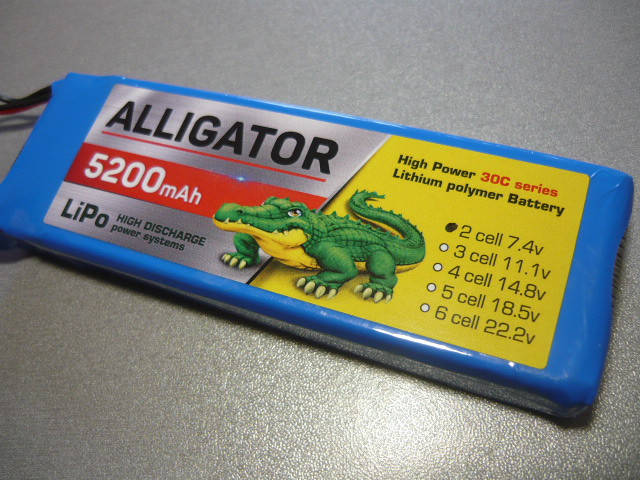 ALLIGATOR
5200mAh
LiPo
HIGH DISCHARGE
power systems
High Power 30C series
Lithium polymer Battery
2 cell 7.4v
3 cell 11.1v
4 cell 14.8v
5 cell 18.5v
6 cell 22.2v